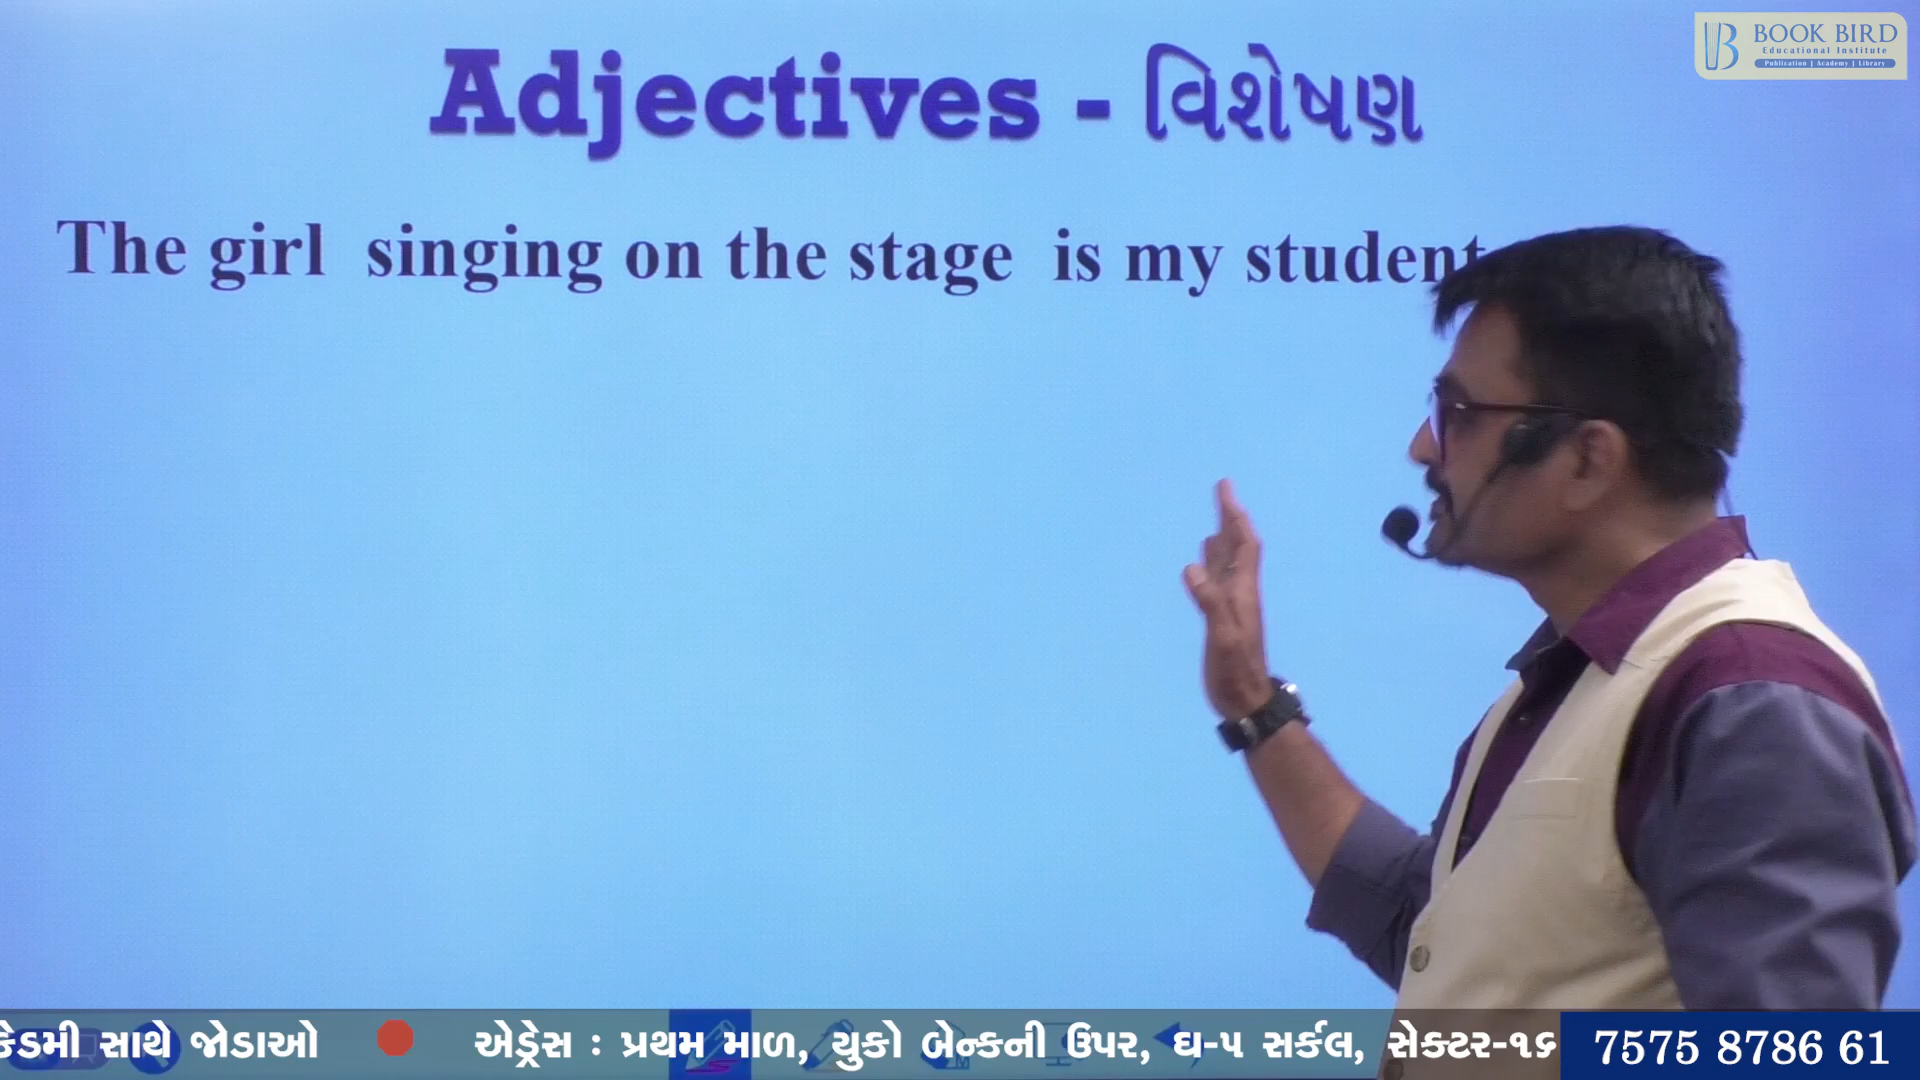 BOOK BIRD
Educational Institute
Publication | Academy | Library
Adjectives - વિશેષણ
The girl singing on the stage is my student
સાથે જોડાઓ
એડ્રેસ : પ્રથમ માળ, યુકો બેન્કની ઉપર, ઘ-૫ સર્કલ, સેક્ટર-૧૬
7575 8786 61